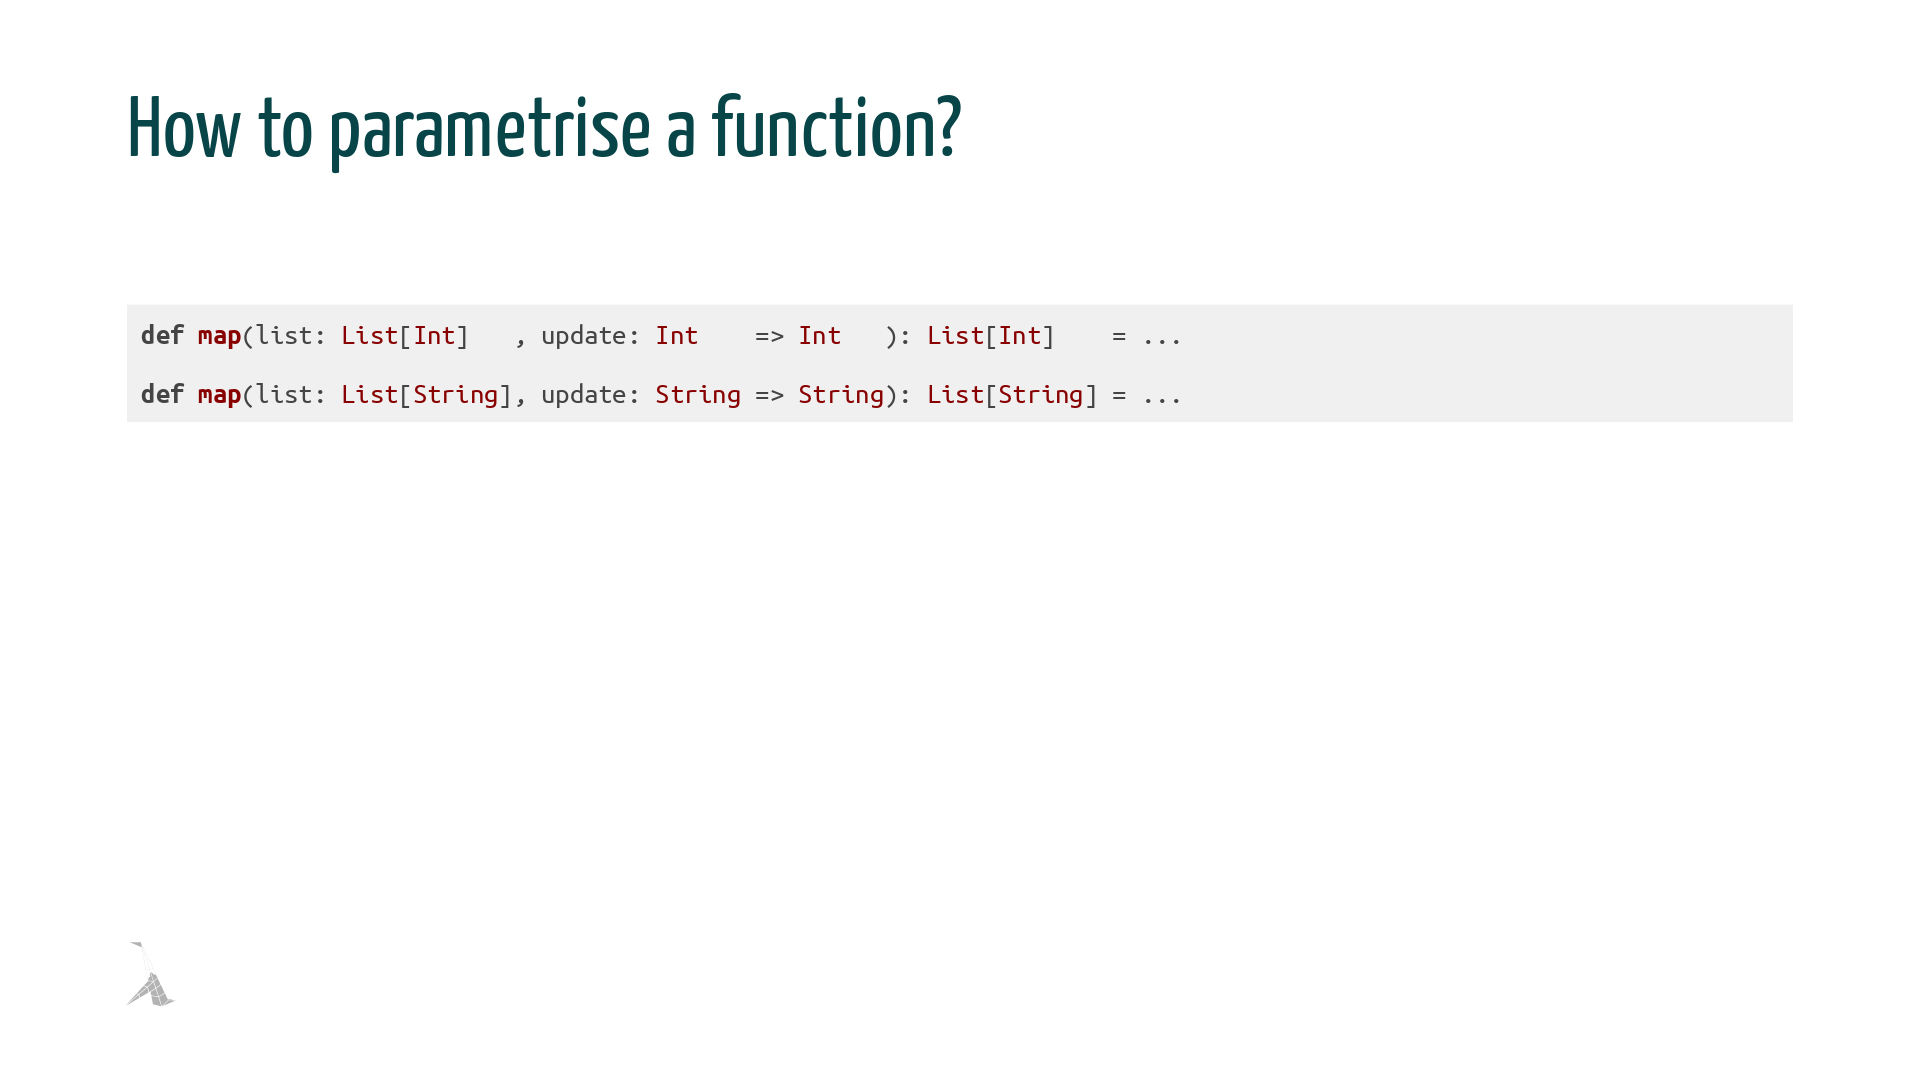 How to parametrise a function?
def map(list: List[Int]   , update: Int    => Int   ): List[Int]    = ...
def map(list: List[String], update: String => String): List[String] = ...